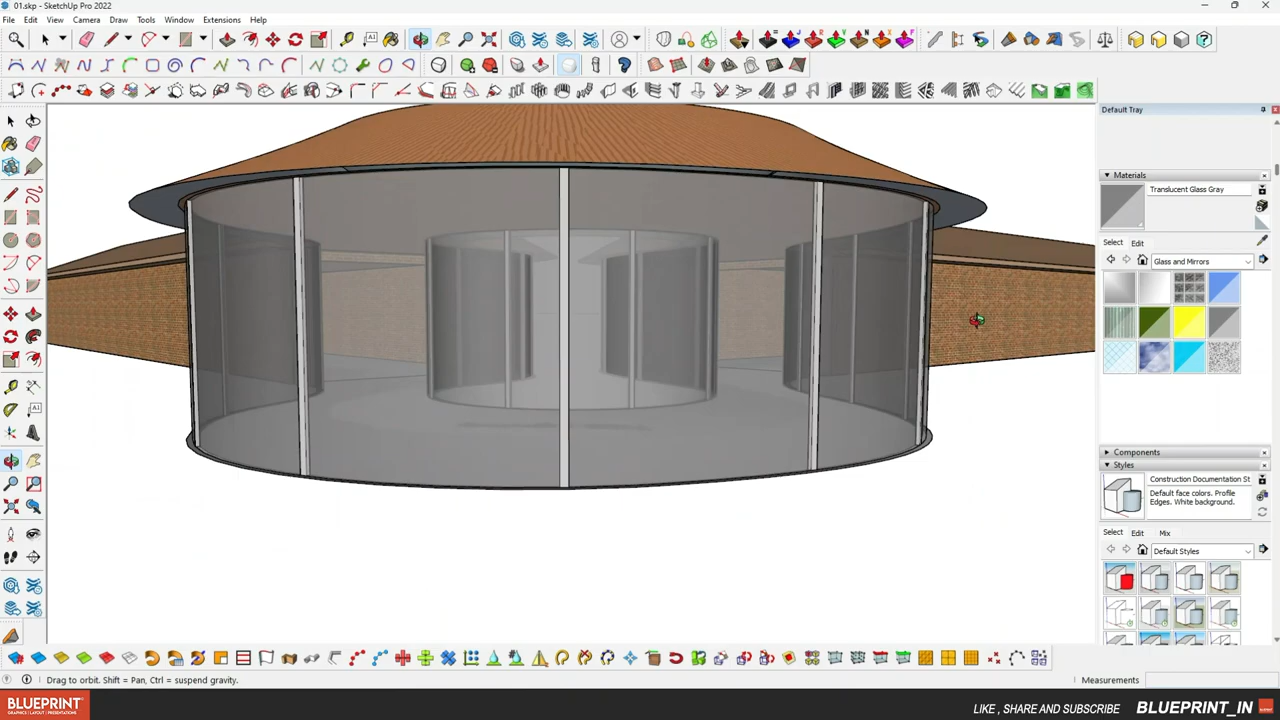 01.skp - SketchUp Pro 2022
File Edit View Camera Draw Tools Window Extensions Help
Default Tray
Materials
Translucent Glass Gray
Select Edit
Glass and Mirrors
Components
Styles
Construction Documentation St
Default face colors. Profile
Edges. White background.
Select Edit Mix
Default Styles
Drag to orbit. Shift = Pan, Ctrl = suspend gravity.
Measurements
BLUEPRINT
GRAPHICS | LAYOUT | PRESENTATIONS
LIKE , SHARE AND SUBSCRIBE
BLUEPRINT_IN